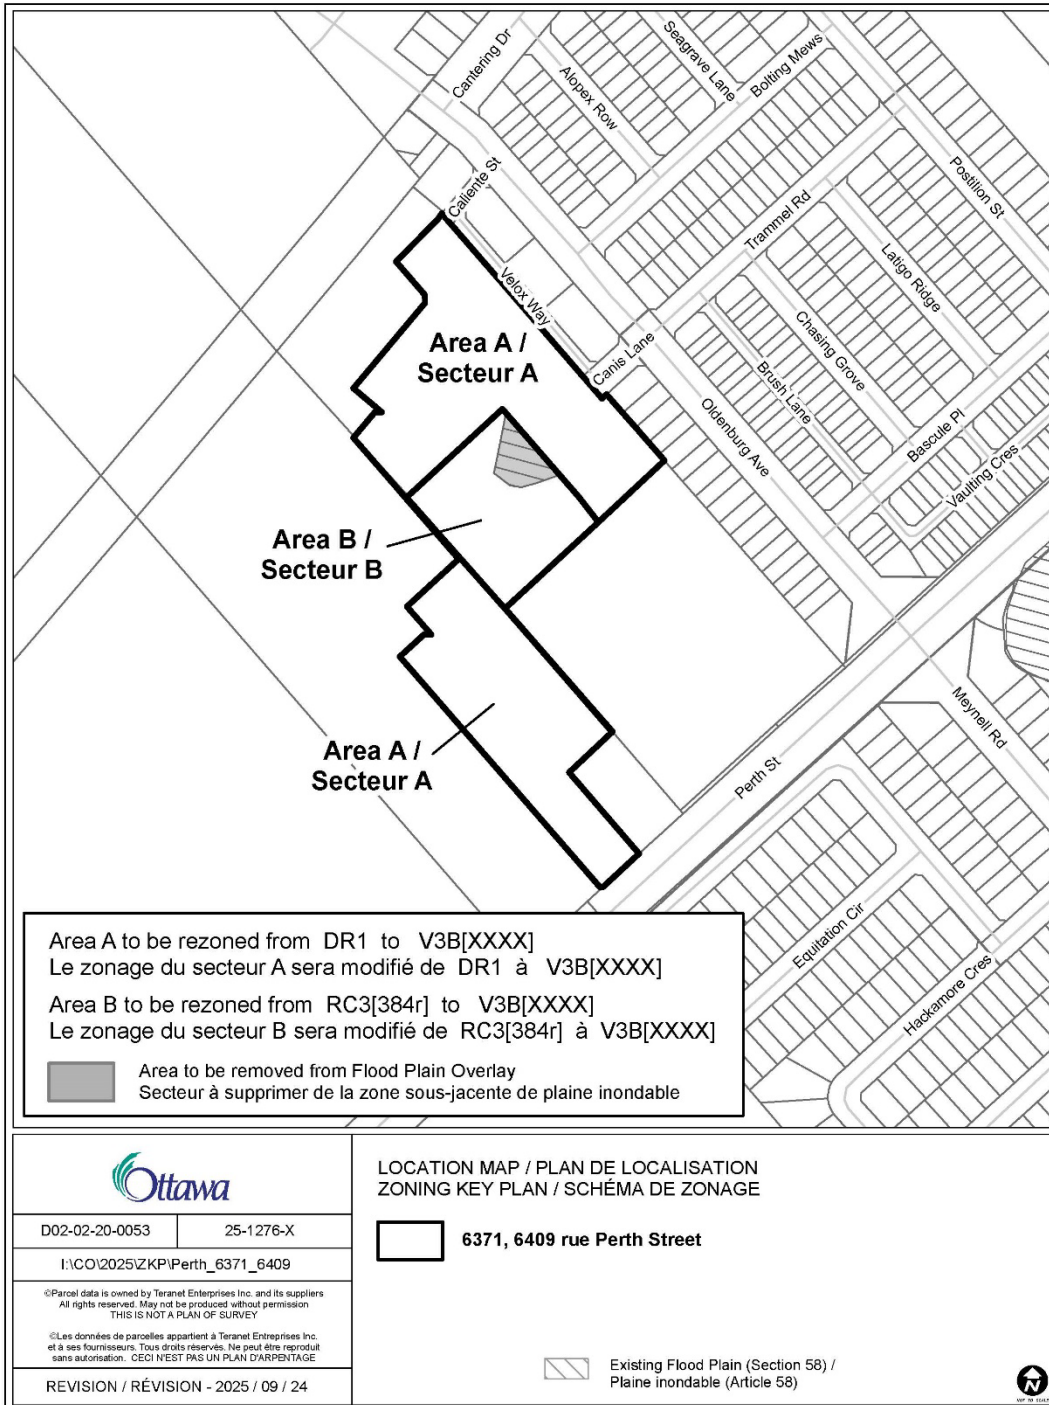 Cantering Dr
Seagrave Lane
Bolting Mews
Alopex Row
Postilion St
Caliente St
Trammel Rd
Latigo Ridge
Velox Way
Chasing Grove
Canis Lane
Brush Lane
Oldenburg Ave
Bascule Pl
Vaulting Cres
Area A /
Secteur A
Area B /
Secteur B
Area A /
Secteur A
Meynell Rd
Perth St
Equitation Cir
Hackamore Cres
Area A to be rezoned from DR1 to V3B[XXXX]
Le zonage du secteur A sera modifié de DR1 à V3B[XXXX]
Area B to be rezoned from RC3[384r] to V3B[XXXX]
Le zonage du secteur B sera modifié de RC3[384r] à V3B[XXXX]
Area to be removed from Flood Plain Overlay
Secteur à supprimer de la zone sous-jacente de plaine inondable
Ottawa
D02-02-20-0053
25-1276-X
I:\CO\2025\ZKP\Perth_6371_6409
©Parcel data is owned by Teranet Enterprises Inc. and its suppliers
All rights reserved. May not be produced without permission
THIS IS NOT A PLAN OF SURVEY
©Les données de parcelles appartient à Teranet Entreprises Inc.
et à ses fournisseurs. Tous droits réservés. Ne peut être reproduit
sans autorisation. CECI N'EST PAS UN PLAN D'ARPENTAGE
REVISION / RÉVISION - 2025 / 09 / 24
LOCATION MAP / PLAN DE LOCALISATION
ZONING KEY PLAN / SCHÉMA DE ZONAGE
6371, 6409 rue Perth Street
Existing Flood Plain (Section 58) /
Plaine inondable (Article 58)
N
NOT TO SCALE